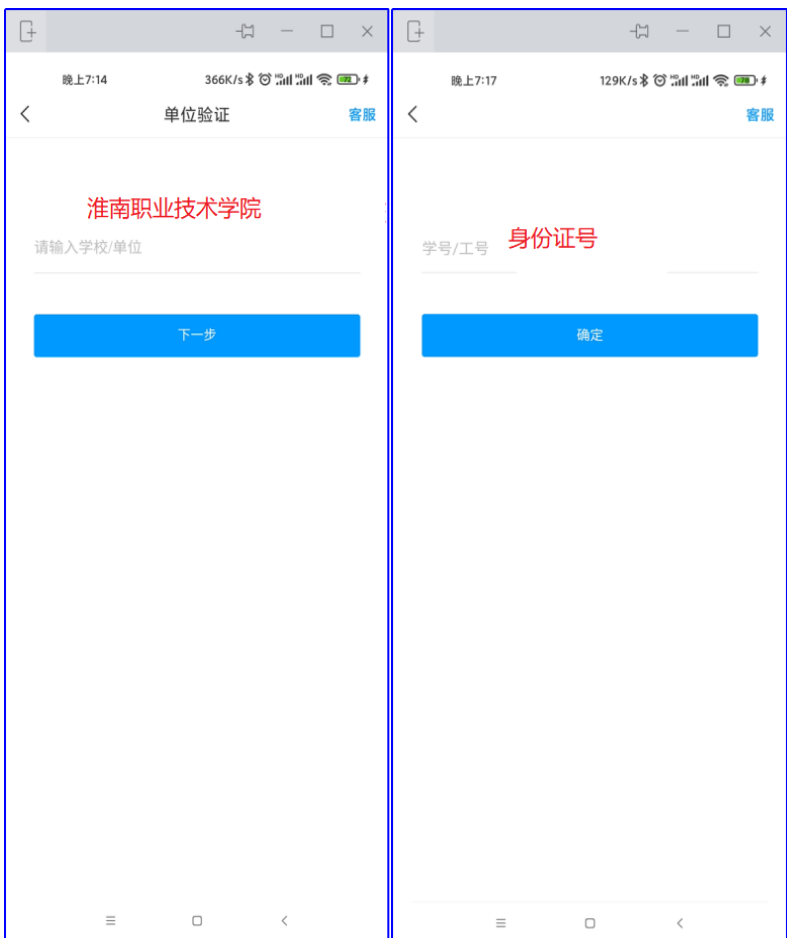 晚上7:14
366K/s
72
单位验证
客服
淮南职业技术学院
请输入学校/单位
下一步
晚上7:17
129K/s
78
客服
学号/工号
身份证号
确定